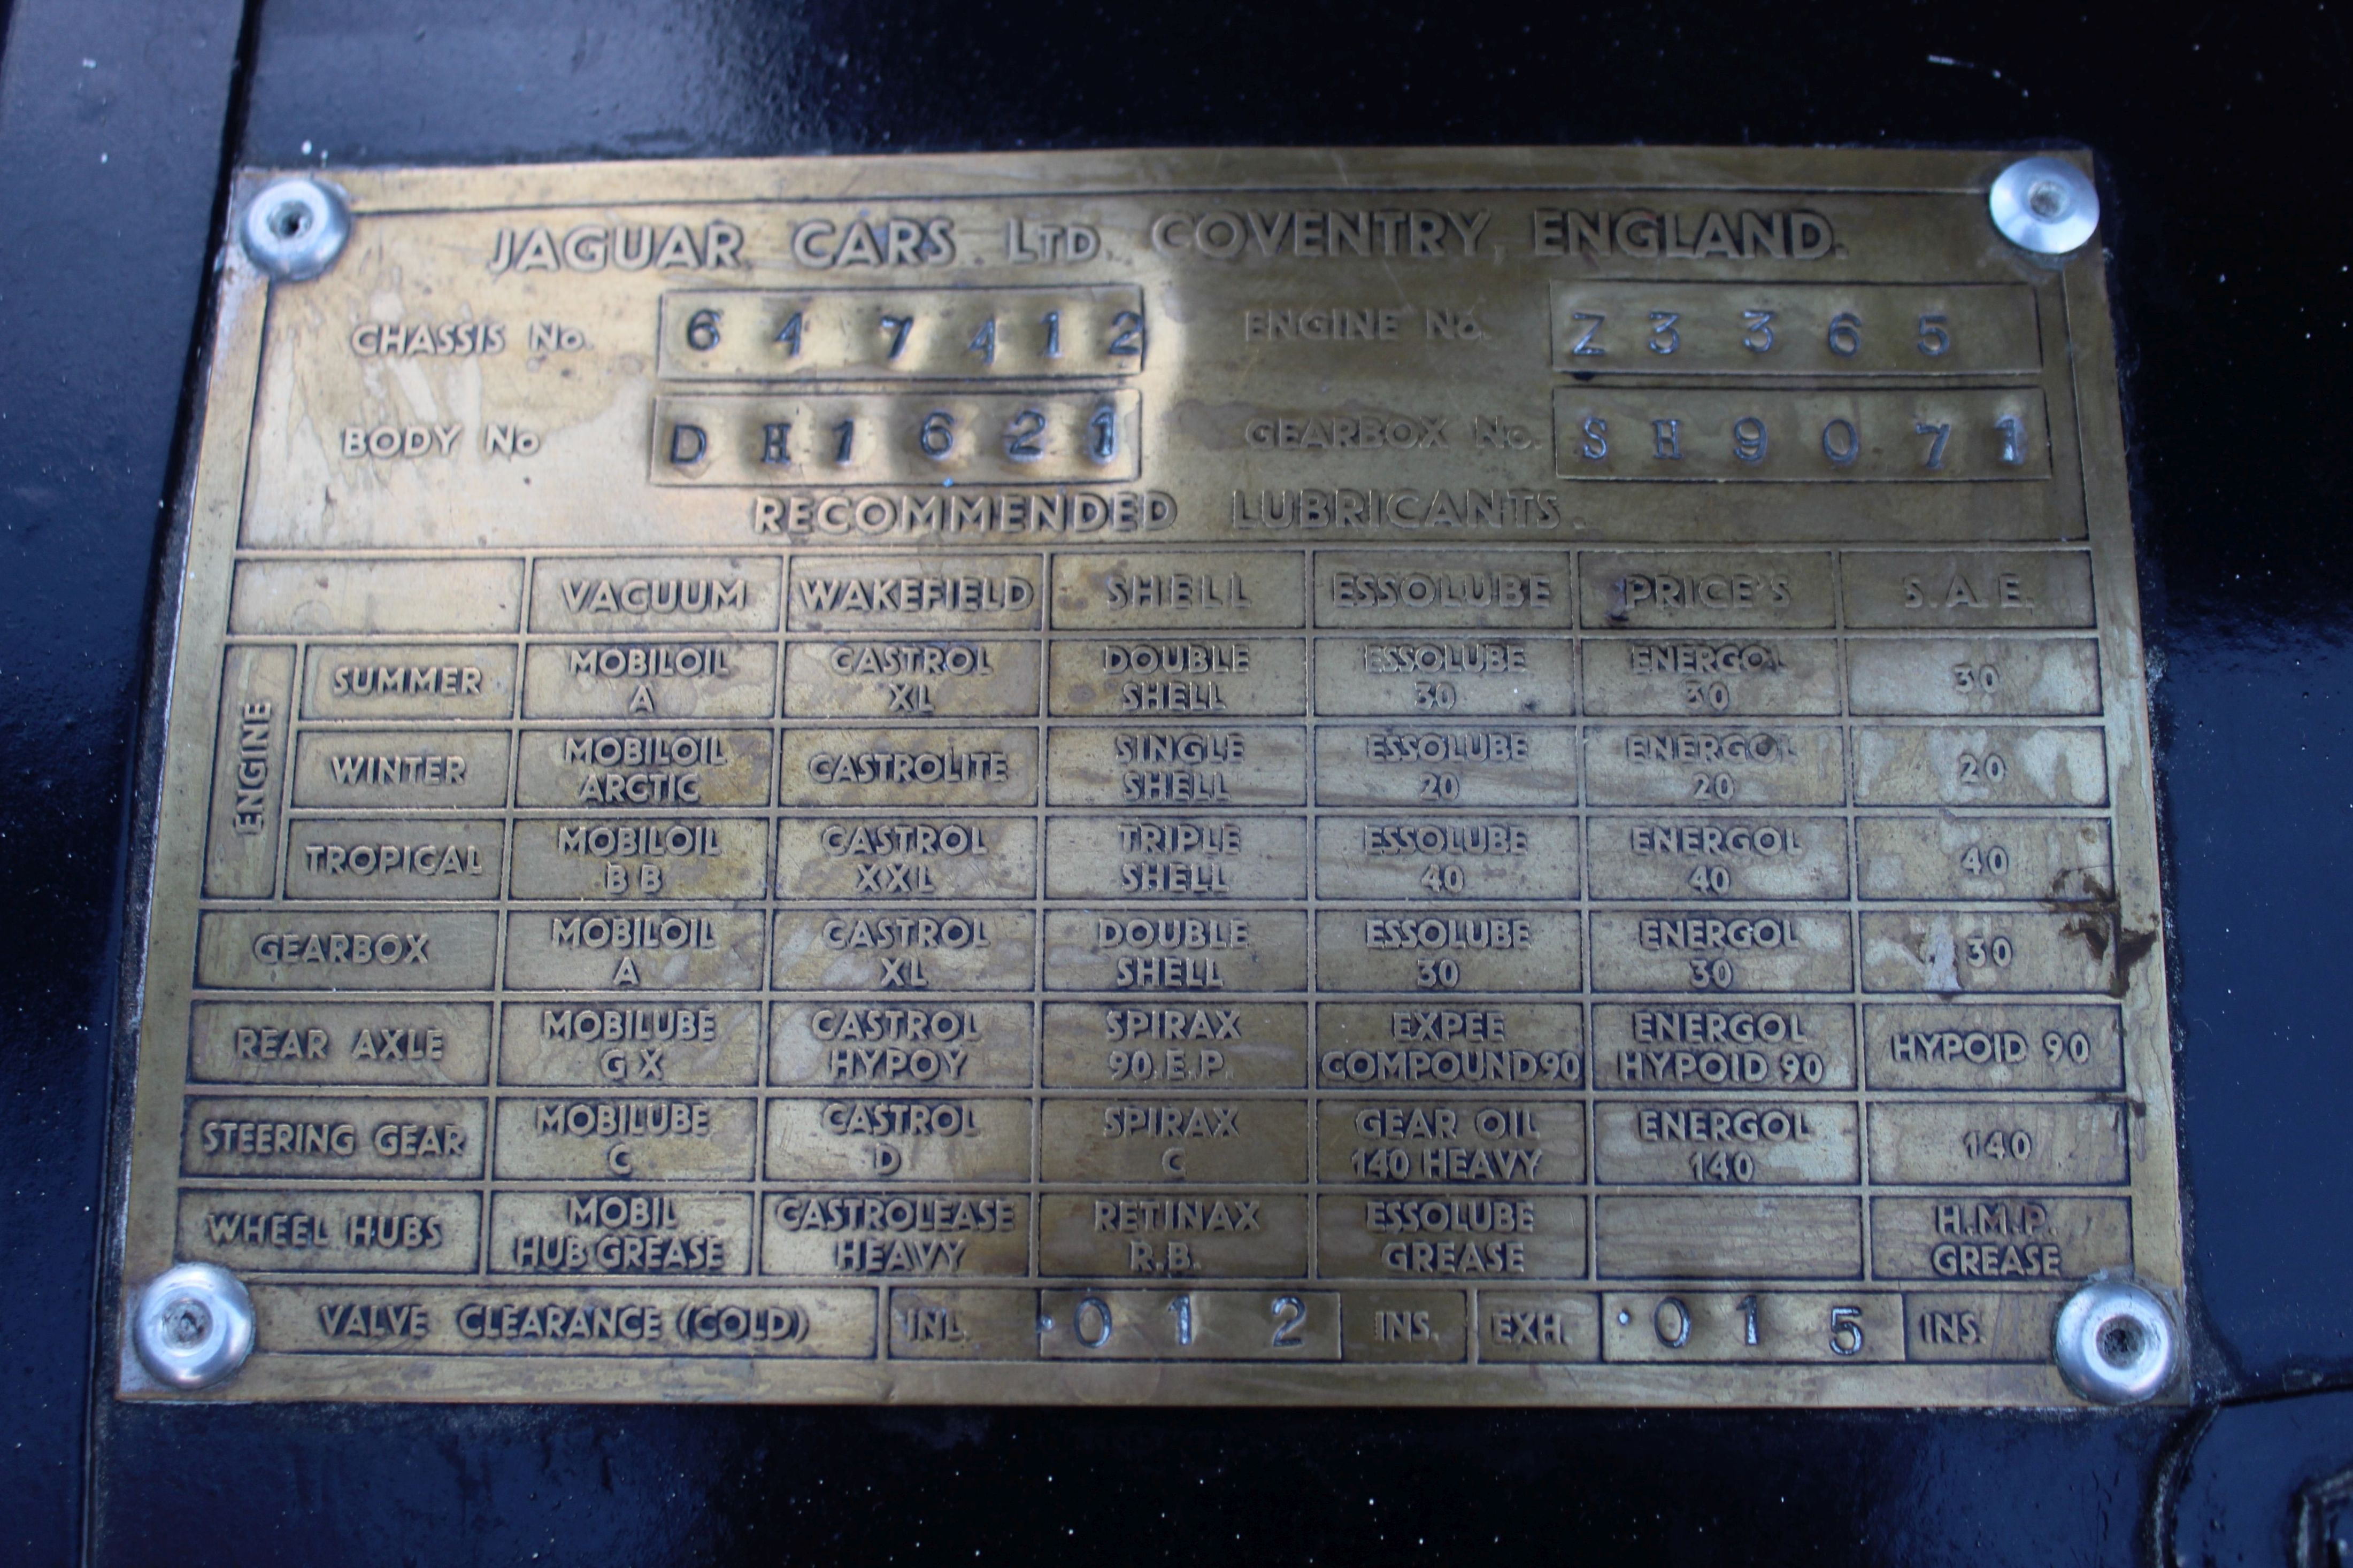 JAGUAR CARS. LTD. COVENTRY, ENGLAND.
CHASSIS No. 647412 ENGINE No. Z3365
BODY No DH1621 GEARBOX No. SH9071
RECOMMENDED LUBRICANTS.
VACUUM WAKEFIELD SHELL ESSOLUBE PRICE'S S.A.E.
ENGINE
SUMMER MOBILOIL A CASTROL XL DOUBLE SHELL ESSOLUBE 30 ENERGOL 30 30
WINTER MOBILOIL ARCTIC CASTROLITE SINGLE SHELL ESSOLUBE 20 ENERGOL 20 20
TROPICAL MOBILOIL BB CASTROL XXL TRIPLE SHELL ESSOLUBE 40 ENERGOL 40 40
GEARBOX MOBILOIL A CASTROL XL DOUBLE SHELL ESSOLUBE 30 ENERGOL 30 30
REAR AXLE MOBILUBE GX CASTROL HYPOY SPIRAX 90.E.P. EXPEE COMPOUND 90 ENERGOL HYPOID 90 HYPOID 90
STEERING GEAR MOBILUBE C CASTROL D SPIRAX C GEAR OIL 140 HEAVY ENERGOL 140 140
WHEEL HUBS MOBIL HUB GREASE CASTROLEASE HEAVY RETINAX R.B. ESSOLUBE GREASE H.M.P. GREASE
VALVE CLEARANCE (COLD) INL. ·012 INS. EXH. ·015 INS.